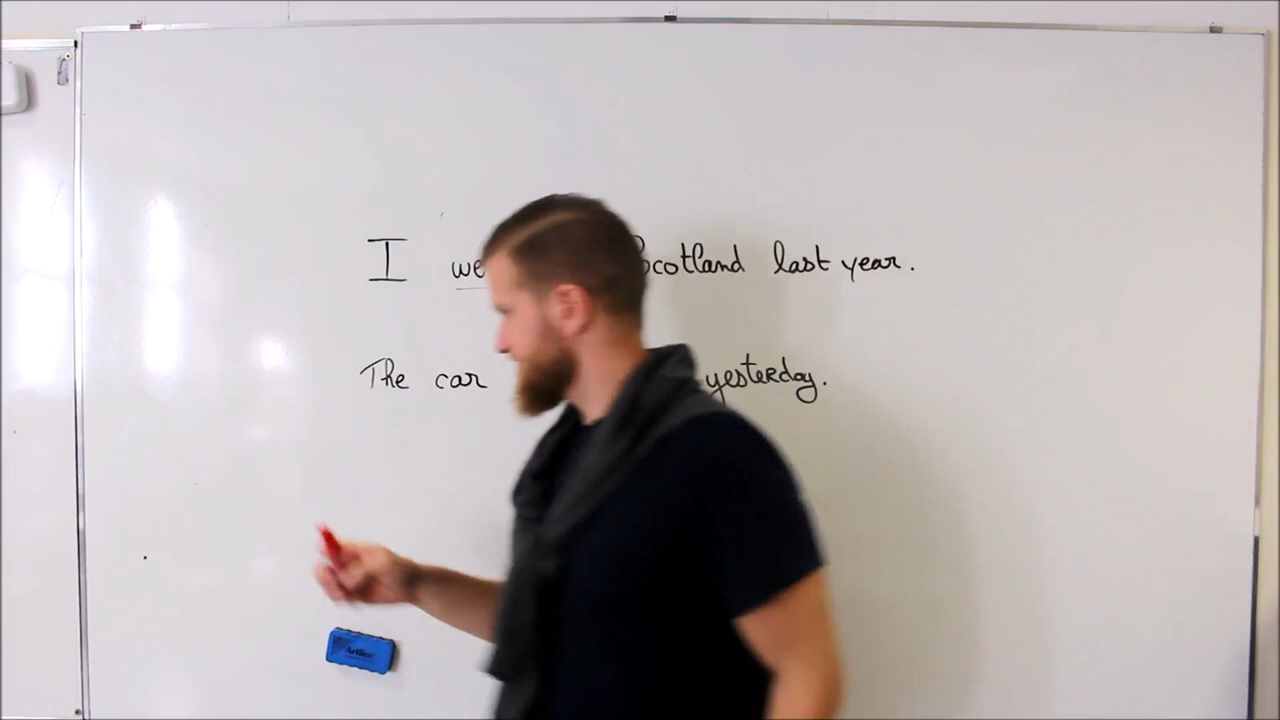 I we Scotland last year.
The car yesterday.